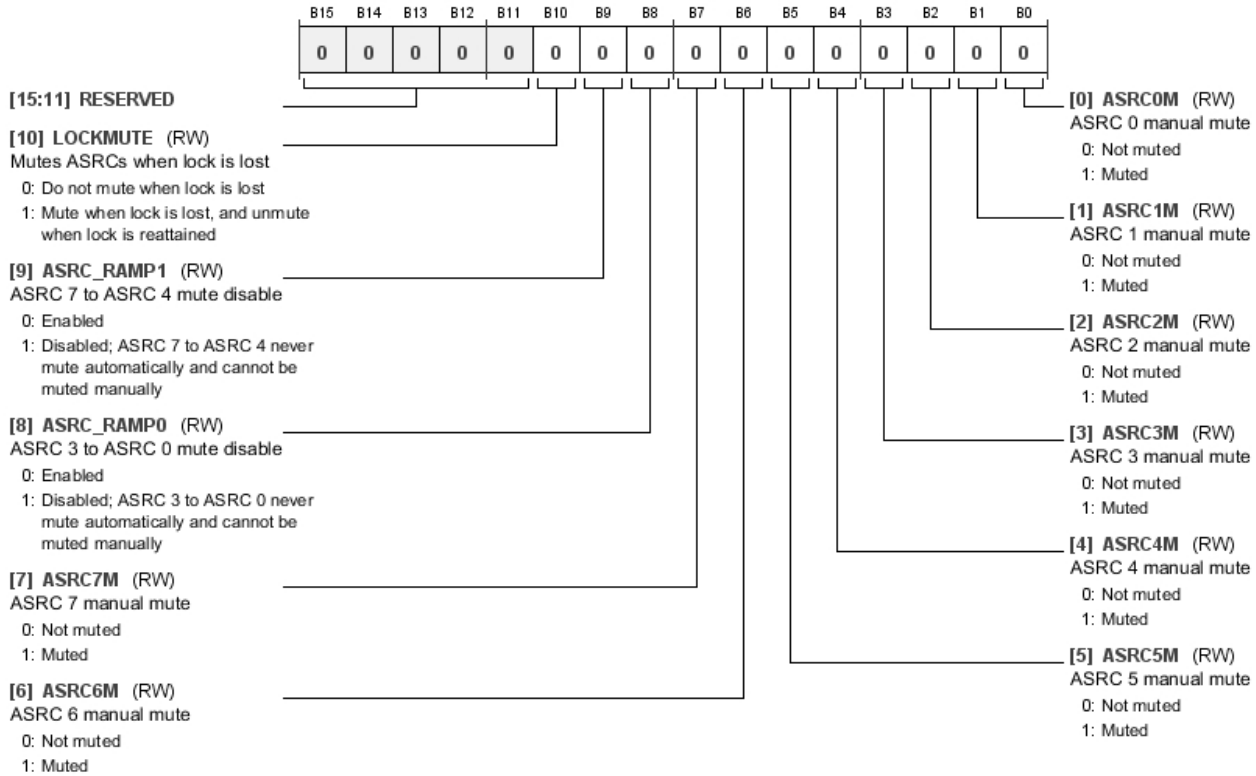 B15 B14 B13 B12 B11 B10 B9 B8 B7 B6 B5 B4 B3 B2 B1 B0
0 0 0 0 0 0 0 0 0 0 0 0 0 0 0 0
[15:11] RESERVED
[10] LOCKMUTE (RW)
Mutes ASRCs when lock is lost
0: Do not mute when lock is lost
1: Mute when lock is lost, and unmute
when lock is reattained
[9] ASRC_RAMP1 (RW)
ASRC 7 to ASRC 4 mute disable
0: Enabled
1: Disabled; ASRC 7 to ASRC 4 never
mute automatically and cannot be
muted manually
[8] ASRC_RAMP0 (RW)
ASRC 3 to ASRC 0 mute disable
0: Enabled
1: Disabled; ASRC 3 to ASRC 0 never
mute automatically and cannot be
muted manually
[7] ASRC7M (RW)
ASRC 7 manual mute
0: Not muted
1: Muted
[6] ASRC6M (RW)
ASRC 6 manual mute
0: Not muted
1: Muted
[0] ASRC0M (RW)
ASRC 0 manual mute
0: Not muted
1: Muted
[1] ASRC1M (RW)
ASRC 1 manual mute
0: Not muted
1: Muted
[2] ASRC2M (RW)
ASRC 2 manual mute
0: Not muted
1: Muted
[3] ASRC3M (RW)
ASRC 3 manual mute
0: Not muted
1: Muted
[4] ASRC4M (RW)
ASRC 4 manual mute
0: Not muted
1: Muted
[5] ASRC5M (RW)
ASRC 5 manual mute
0: Not muted
1: Muted